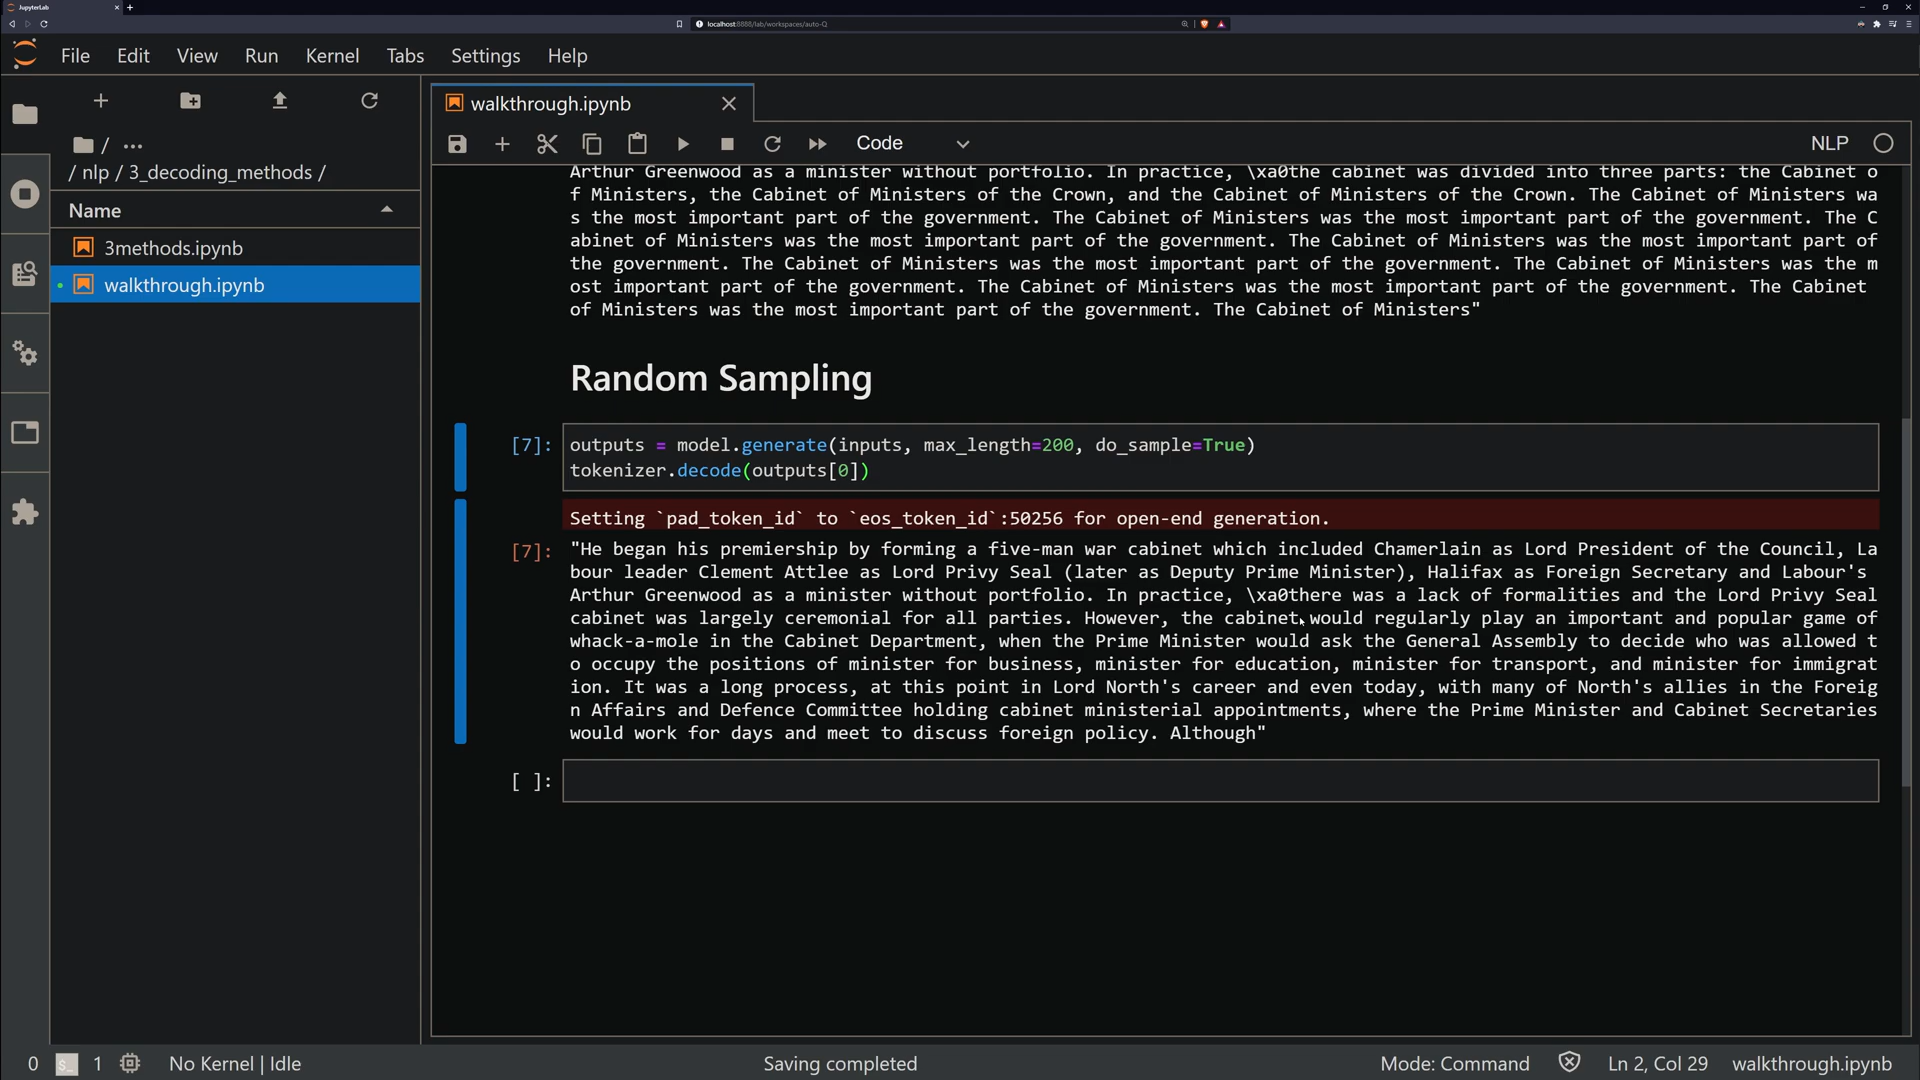 JupyterLab
localhost:8888/lab/workspaces/auto-Q
File Edit View Run Kernel Tabs Settings Help
walkthrough.ipynb
Code
NLP
/ ...
/ nlp / 3_decoding_methods /
Name
3methods.ipynb
walkthrough.ipynb
Arthur Greenwood as a minister without portfolio. In practice, \xa0the cabinet was divided into three parts: the Cabinet o
f Ministers, the Cabinet of Ministers of the Crown, and the Cabinet of Ministers of the Crown. The Cabinet of Ministers wa
s the most important part of the government. The Cabinet of Ministers was the most important part of the government. The C
abinet of Ministers was the most important part of the government. The Cabinet of Ministers was the most important part of
the government. The Cabinet of Ministers was the most important part of the government. The Cabinet of Ministers was the m
ost important part of the government. The Cabinet of Ministers was the most important part of the government. The Cabinet
of Ministers was the most important part of the government. The Cabinet of Ministers"
Random Sampling
[7]: outputs = model.generate(inputs, max_length=200, do_sample=True)
tokenizer.decode(outputs[0])
Setting `pad_token_id` to `eos_token_id`:50256 for open-end generation.
[7]: "He began his premiership by forming a five-man war cabinet which included Chamerlain as Lord President of the Council, La
bour leader Clement Attlee as Lord Privy Seal (later as Deputy Prime Minister), Halifax as Foreign Secretary and Labour's
Arthur Greenwood as a minister without portfolio. In practice, \xa0there was a lack of formalities and the Lord Privy Seal
cabinet was largely ceremonial for all parties. However, the cabinet would regularly play an important and popular game of
whack-a-mole in the Cabinet Department, when the Prime Minister would ask the General Assembly to decide who was allowed t
o occupy the positions of minister for business, minister for education, minister for transport, and minister for immigrat
ion. It was a long process, at this point in Lord North's career and even today, with many of North's allies in the Foreig
n Affairs and Defence Committee holding cabinet ministerial appointments, where the Prime Minister and Cabinet Secretaries
would work for days and meet to discuss foreign policy. Although"
[ ]:
0 $_ 1 No Kernel | Idle Saving completed Mode: Command Ln 2, Col 29 walkthrough.ipynb